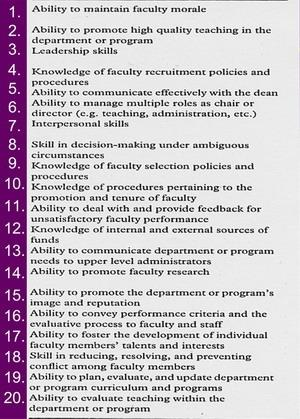 1. Ability to maintain faculty morale
2. Ability to promote high quality teaching in the
department or program
3. Leadership skills
4. Knowledge of faculty recruitment policies and
procedures
5. Ability to communicate effectively with the dean
6. Ability to manage multiple roles as chair or
director (e.g. teaching, administration, etc.)
7. Interpersonal skills
8. Skill in decision-making under ambiguous
circumstances
9. Knowledge of faculty selection policies and
procedures
10. Knowledge of procedures pertaining to the
promotion and tenure of faculty
11. Ability to deal with and provide feedback for
unsatisfactory faculty performance
12. Knowledge of internal and external sources of
funds
13. Ability to communicate department or program
needs to upper level administrators
14. Ability to promote faculty research
15. Ability to promote the department or program's
image and reputation
16. Ability to convey performance criteria and the
evaluative process to faculty and staff
17. Ability to foster the development of individual
faculty members' talents and interests
18. Skill in reducing, resolving, and preventing
conflict among faculty members
19. Ability to plan, evaluate, and update department
or program curriculum and programs
20. Ability to evaluate teaching within the
department or program